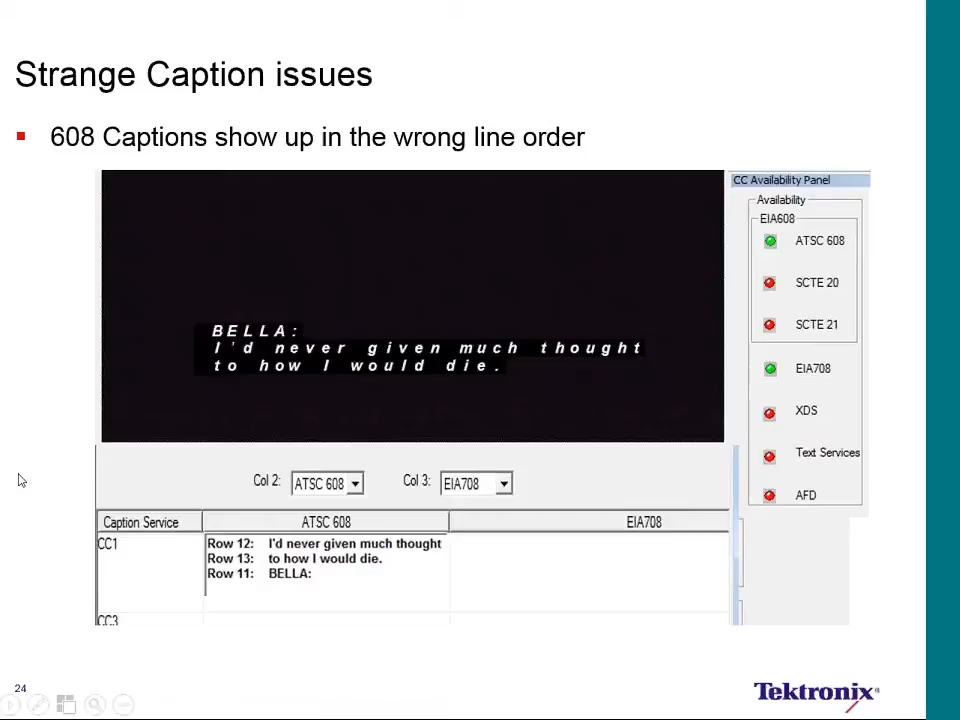 Strange Caption issues
608 Captions show up in the wrong line order
CC Availability Panel
Availability
EIA608
ATSC 608
SCTE 20
SCTE 21
EIA708
XDS
Text Services
AFD
BELLA:
I'd never given much thought
to how I would die.
Col 2: ATSC 608 Col 3: EIA708
Caption Service ATSC 608 EIA708
CC1
Row 12: I'd never given much thought
Row 13: to how I would die.
Row 11: BELLA:
CC3
24
Tektronix